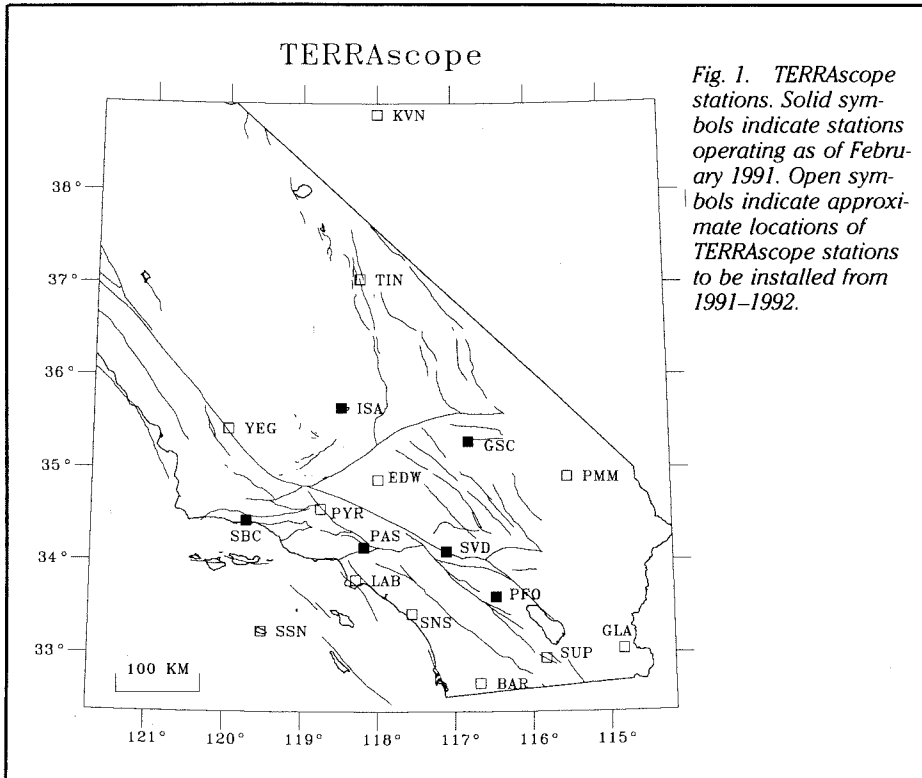 TERRAscope
Fig. 1. TERRAscope
stations. Solid sym-
bols indicate stations
operating as of Febru-
ary 1991. Open sym-
bols indicate approxi-
mate locations of
TERRAscope stations
to be installed from
1991–1992.
KVN
38°
37°
TIN
36°
ISA
YEG
GSC
35°
EDW
PMM
PYR
SBC
PAS
SVD
34°
LAB
PFO
SNS
SSN
GLA
33°
SUP
100 KM
BAR
121°
120°
119°
118°
117°
116°
115°